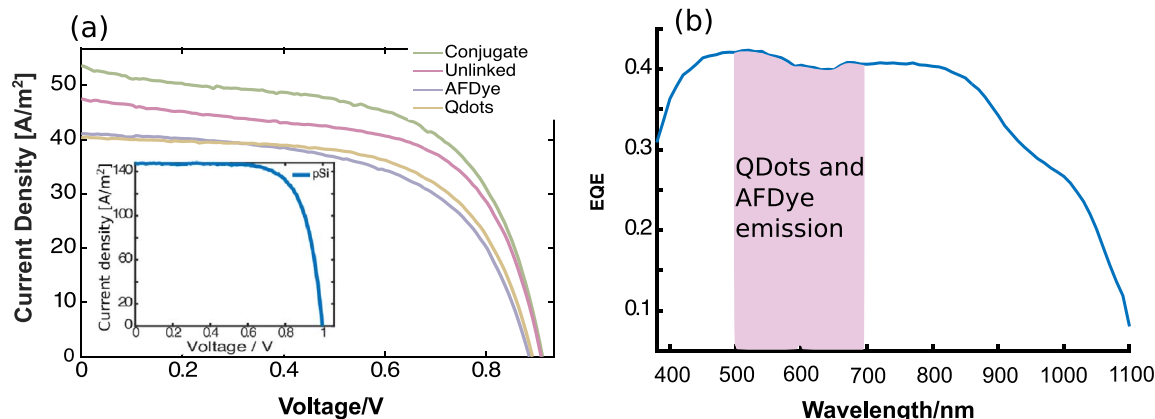 (a)
Current Density [A/m²]
50
40
30
20
10
0
Conjugate
Unlinked
AFDye
Qdots
Current density [A/m²]
140
100
60
20
0
pSi
0 0.2 0.4 0.6 0.8 1
Voltage / V
0 0.2 0.4 0.6 0.8
Voltage/V
(b)
EQE
0.4
0.3
0.2
0.1
QDots and
AFDye
emission
400 500 600 700 800 900 1000 1100
Wavelength/nm